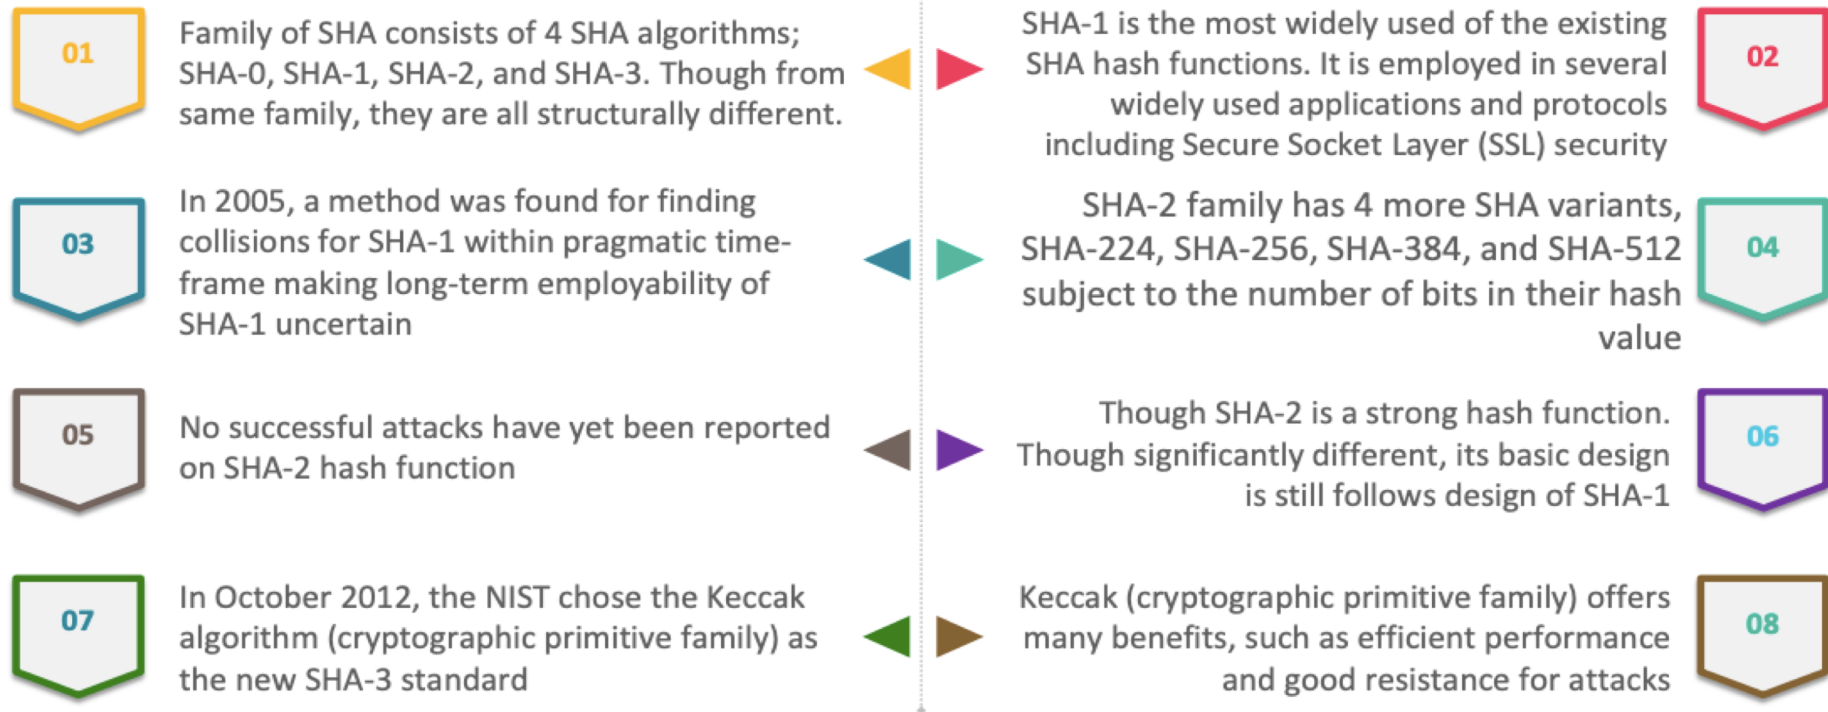 01
Family of SHA consists of 4 SHA algorithms;
SHA-0, SHA-1, SHA-2, and SHA-3. Though from
same family, they are all structurally different.
02
SHA-1 is the most widely used of the existing
SHA hash functions. It is employed in several
widely used applications and protocols
including Secure Socket Layer (SSL) security
03
In 2005, a method was found for finding
collisions for SHA-1 within pragmatic time-
frame making long-term employability of
SHA-1 uncertain
04
SHA-2 family has 4 more SHA variants,
SHA-224, SHA-256, SHA-384, and SHA-512
subject to the number of bits in their hash
value
05
No successful attacks have yet been reported
on SHA-2 hash function
06
Though SHA-2 is a strong hash function.
Though significantly different, its basic design
is still follows design of SHA-1
07
In October 2012, the NIST chose the Keccak
algorithm (cryptographic primitive family) as
the new SHA-3 standard
08
Keccak (cryptographic primitive family) offers
many benefits, such as efficient performance
and good resistance for attacks